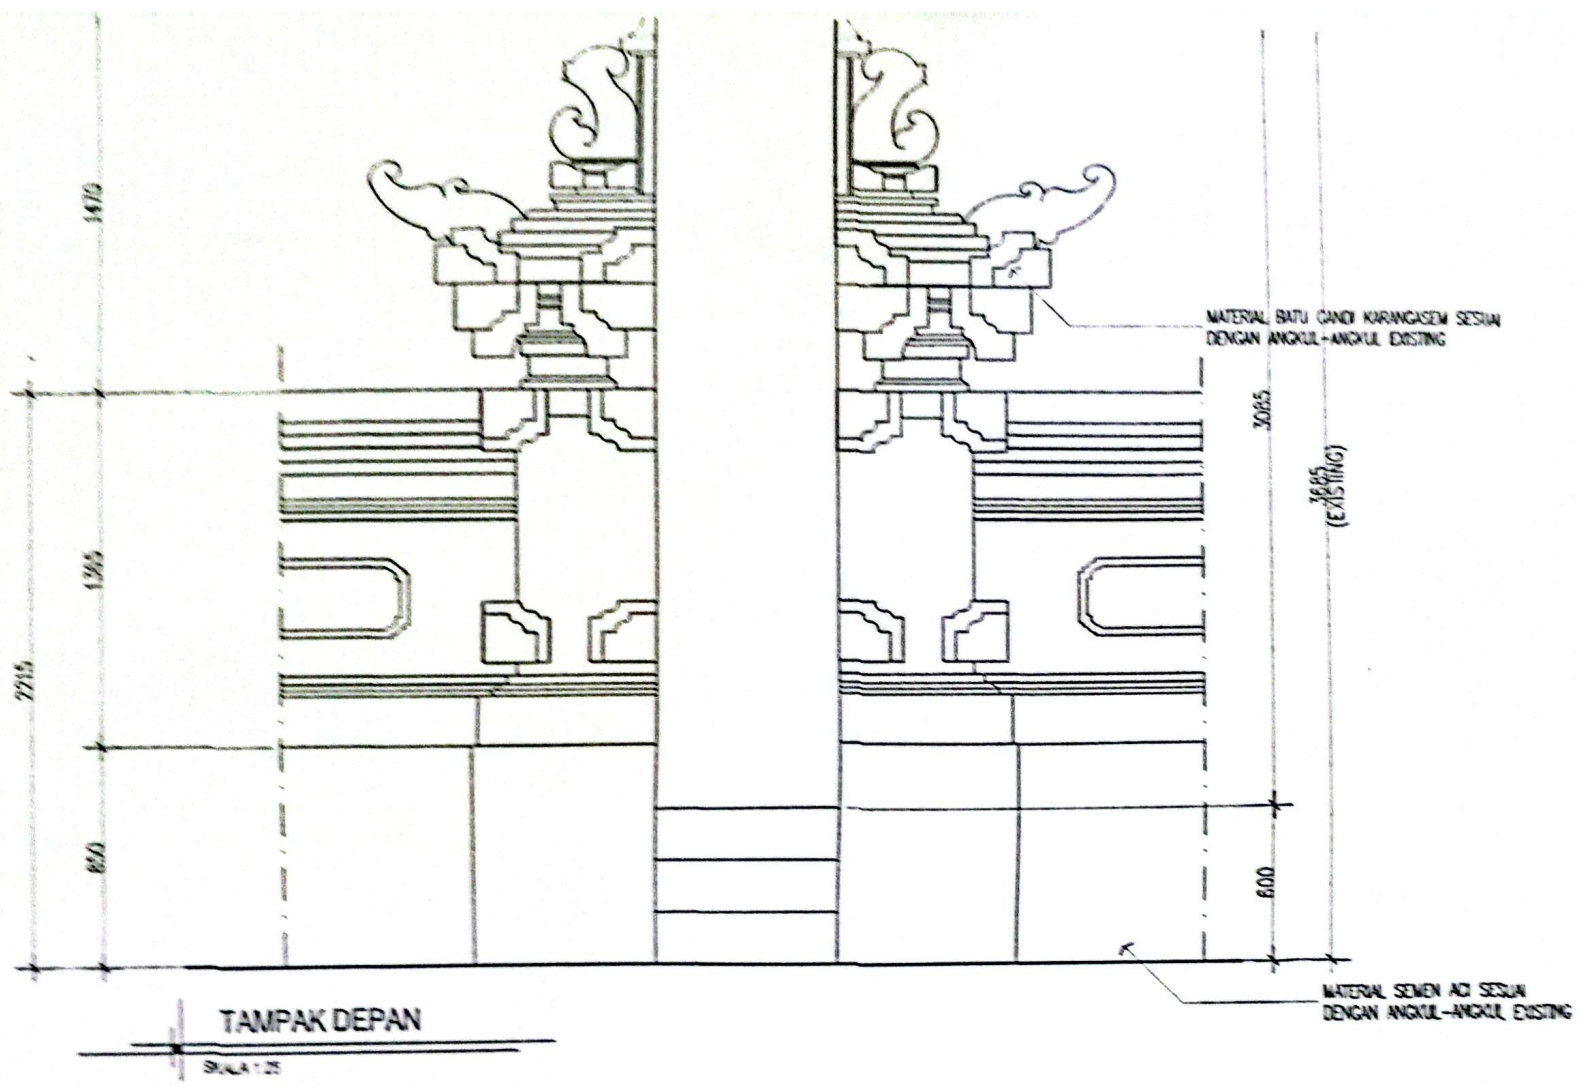 1470
MATERIAL BATU CANDI KARANGASEM SESUAI
DENGAN ANGKUL-ANGKUL EXISTING
3085
3685
(EXISTING)
1365
2215
850
600
MATERIAL SEMEN ACI SESUAI
DENGAN ANGKUL-ANGKUL EXISTING
TAMPAK DEPAN
SKALA 1:25